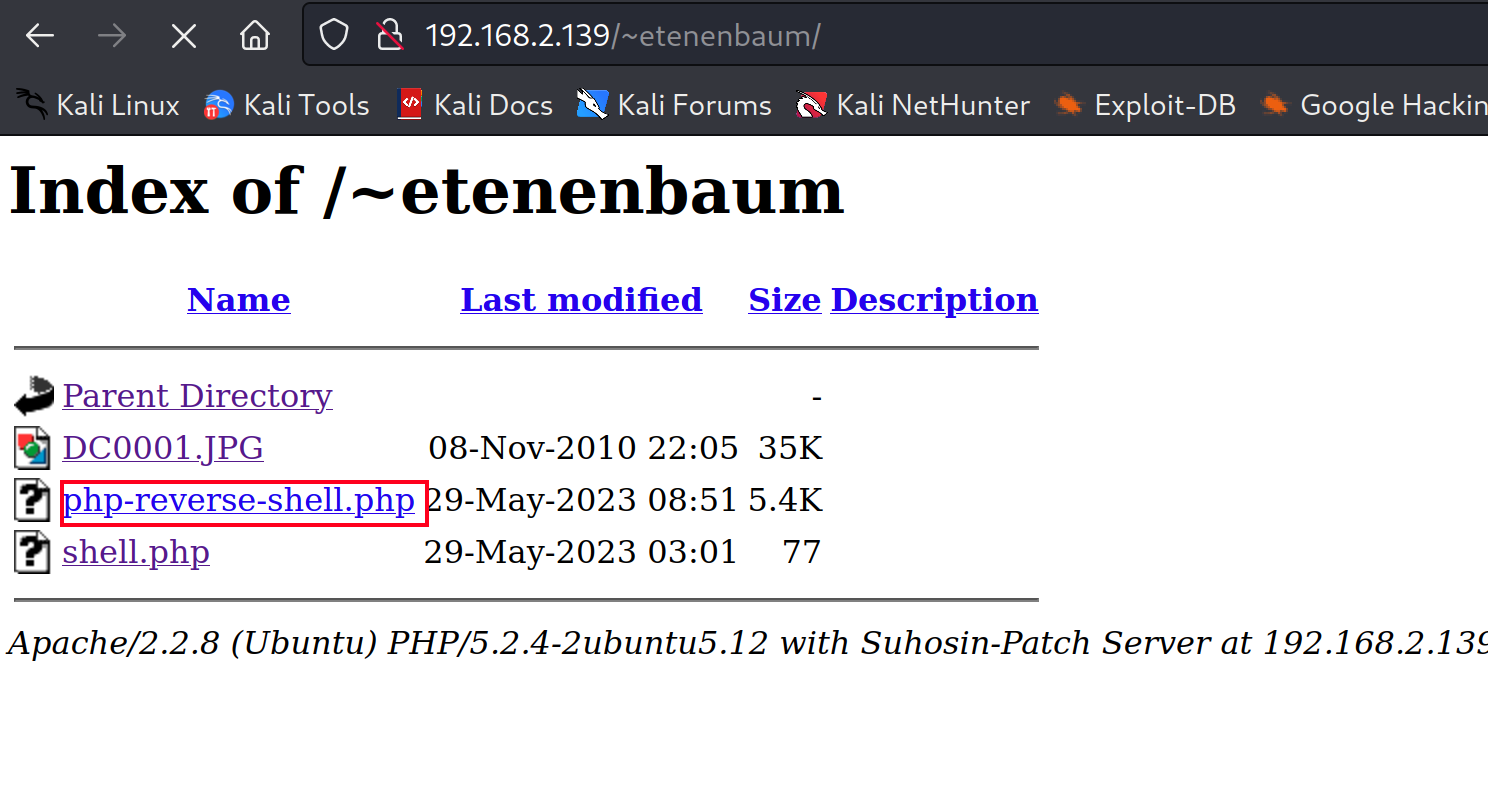 192.168.2.139/~etenenbaum/
Kali Linux Kali Tools Kali Docs Kali Forums Kali NetHunter Exploit-DB Google Hackin
Index of /~etenenbaum
Name Last modified Size Description
Parent Directory -
DC0001.JPG 08-Nov-2010 22:05 35K
php-reverse-shell.php 29-May-2023 08:51 5.4K
shell.php 29-May-2023 03:01 77
Apache/2.2.8 (Ubuntu) PHP/5.2.4-2ubuntu5.12 with Suhosin-Patch Server at 192.168.2.139